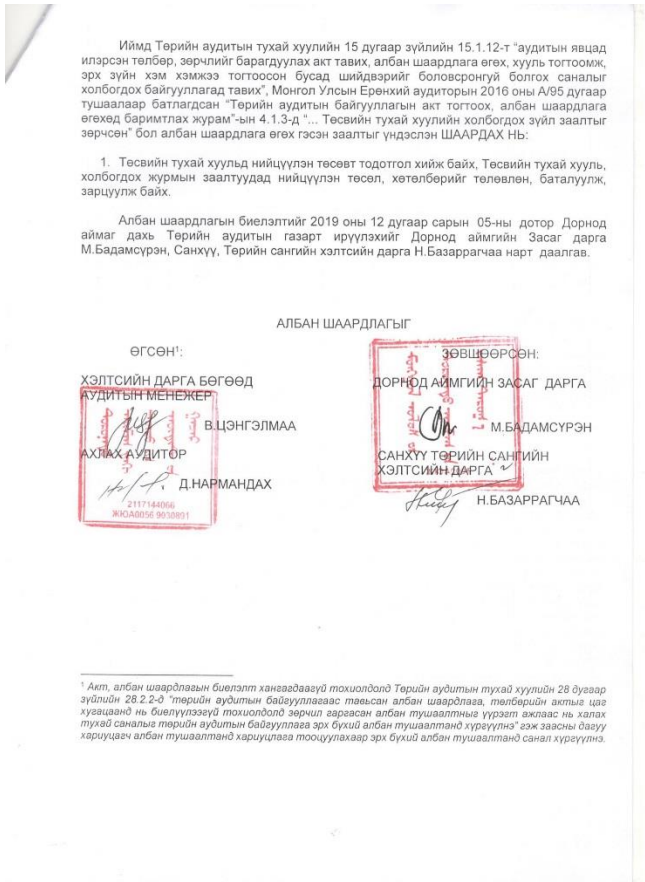 Иймд Төрийн аудитын тухай хуулийн 15 дугаар зүйлийн 15.1.12-т “аудитын явцад
илэрсэн төлбөр, зөрчлийг барагдуулах акт тавих, албан шаардлага өгөх, хууль тогтоомж,
эрх зүйн хэм хэмжээ тогтоосон бусад шийдвэрийг боловсронгуй болгох саналыг
холбогдох байгууллагад тавих”, Монгол Улсын Ерөнхий аудиторын 2016 оны А/95 дугаар
тушаалаар батлагдсан “Төрийн аудитын байгууллагын акт тогтоох, албан шаардлага
өгөхөд баримтлах журам”-ын 4.1.3-д “... Төсвийн тухай хуулийн холбогдох зүйл заалтыг
зөрчсөн” бол албан шаардлага өгөх гэсэн заалтыг үндэслэн ШААРДАХ НЬ:
1. Төсвийн тухай хуульд нийцүүлэн төсөвт тодотгол хийж байх, Төсвийн тухай хууль,
холбогдох журмын заалтуудад нийцүүлэн төсөл, хөтөлбөрийг төлөвлөн, баталуулж,
зарцуулж байх.
Албан шаардлагын биелэлтийг 2019 оны 12 дугаар сарын 05-ны дотор Дорнод
аймаг дахь Төрийн аудитын газарт ирүүлэхийг Дорнод аймгийн Засаг дарга
М.Бадамсүрэн, Санхүү, Төрийн сангийн хэлтсийн дарга Н.Базаррагчаа нарт даалгав.
АЛБАН ШААРДЛАГЫГ
ӨГСӨН¹:
ХЭЛТСИЙН ДАРГА БӨГӨӨД
АУДИТЫН МЕНЕЖЕР
В.ЦЭНГЭЛМАА
АХЛАХ АУДИТОР
Д.НАРМАНДАХ
2117144066
ЖЮА0056 9030891
ЗӨВШӨӨРСӨН:
ДОРНОД АЙМГИЙН ЗАСАГ ДАРГА
М.БАДАМСҮРЭН
САНХҮҮ ТӨРИЙН САНГИЙН
ХЭЛТСИЙН ДАРГА
Н.БАЗАРРАГЧАА
¹ Акт, албан шаардлагын биелэлт хангагдаагүй тохиолдолд Төрийн аудитын тухай хуулийн 28 дугаар
зүйлийн 28.2.2-д “төрийн аудитын байгууллагаас тавьсан албан шаардлага, төлбөрийн актыг цаг
хугацаанд нь биелүүлээгүй тохиолдолд зөрчил гаргасан албан тушаалтныг үүрэгт ажлаас нь халах
тухай саналыг төрийн аудитын байгууллага эрх бүхий албан тушаалтанд хүргүүлнэ” гэж заасны дагуу
хариуцагч албан тушаалтанд хариуцлага тооцуулахаар эрх бүхий албан тушаалтанд санал хүргүүлнэ.